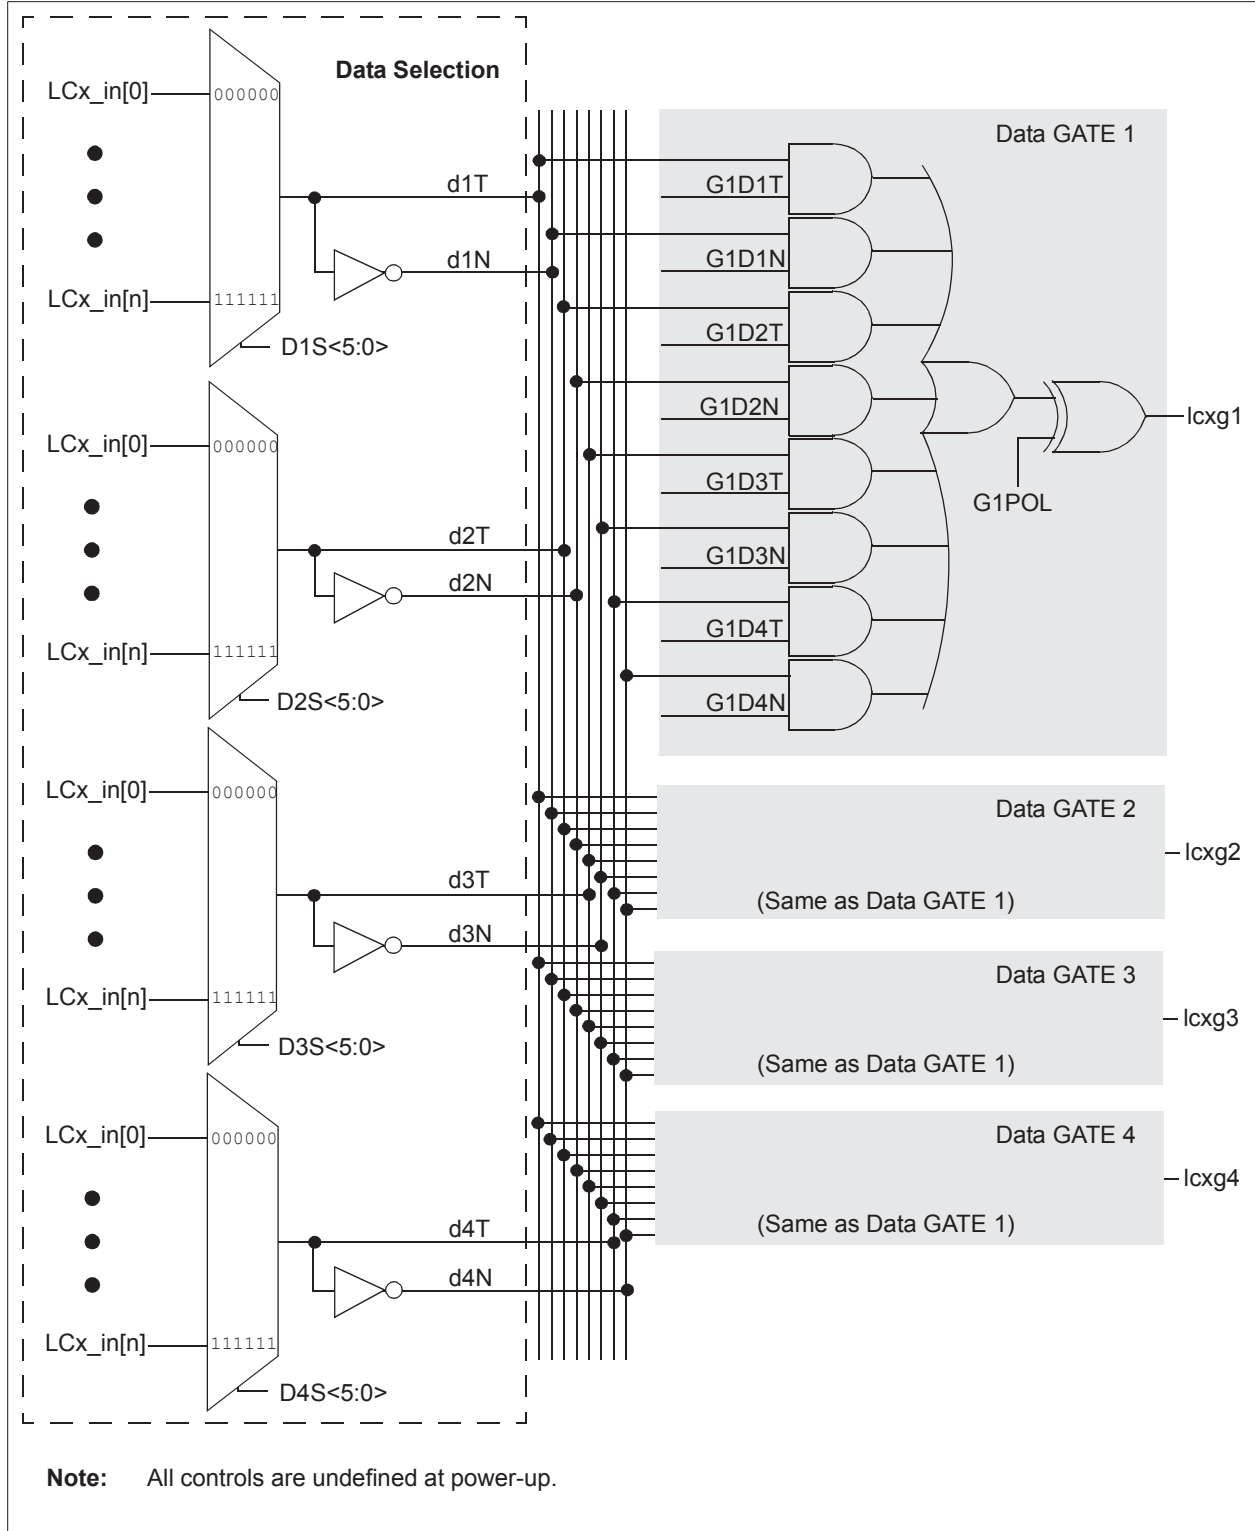 Data Selection
LCx_in[0]
000000
LCx_in[n]
111111
D1S<5:0>
d1T
d1N
LCx_in[0]
000000
LCx_in[n]
111111
D2S<5:0>
d2T
d2N
LCx_in[0]
000000
LCx_in[n]
111111
D3S<5:0>
d3T
d3N
LCx_in[0]
000000
LCx_in[n]
111111
D4S<5:0>
d4T
d4N
Data GATE 1
G1D1T
G1D1N
G1D2T
G1D2N
G1D3T
G1D3N
G1D4T
G1D4N
G1POL
lcxg1
Data GATE 2
(Same as Data GATE 1)
lcxg2
Data GATE 3
(Same as Data GATE 1)
lcxg3
Data GATE 4
(Same as Data GATE 1)
lcxg4
Note: All controls are undefined at power-up.